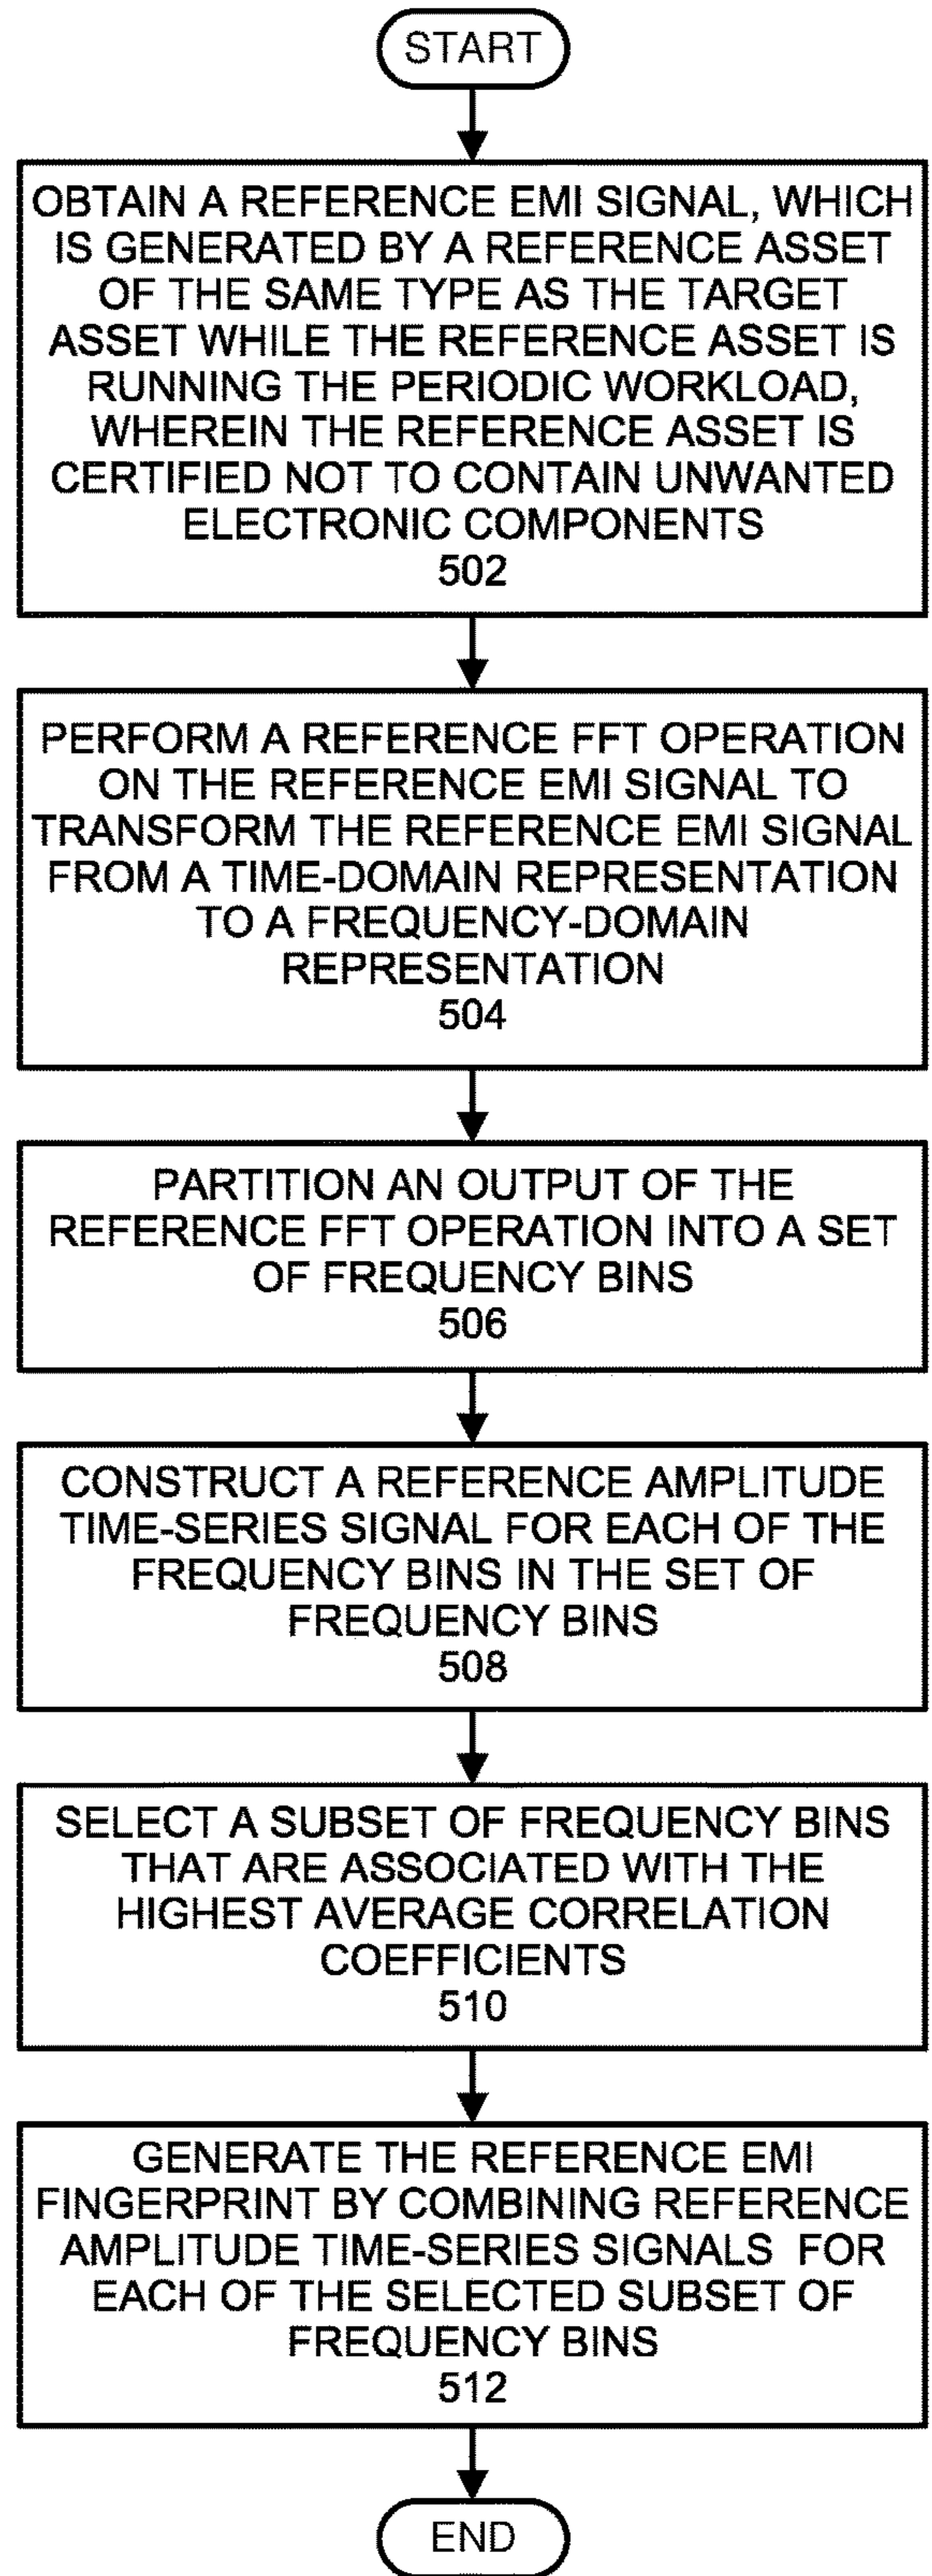 START
OBTAIN A REFERENCE EMI SIGNAL, WHICH
IS GENERATED BY A REFERENCE ASSET
OF THE SAME TYPE AS THE TARGET
ASSET WHILE THE REFERENCE ASSET IS
RUNNING THE PERIODIC WORKLOAD,
WHEREIN THE REFERENCE ASSET IS
CERTIFIED NOT TO CONTAIN UNWANTED
ELECTRONIC COMPONENTS
502
PERFORM A REFERENCE FFT OPERATION
ON THE REFERENCE EMI SIGNAL TO
TRANSFORM THE REFERENCE EMI SIGNAL
FROM A TIME-DOMAIN REPRESENTATION
TO A FREQUENCY-DOMAIN
REPRESENTATION
504
PARTITION AN OUTPUT OF THE
REFERENCE FFT OPERATION INTO A SET
OF FREQUENCY BINS
506
CONSTRUCT A REFERENCE AMPLITUDE
TIME-SERIES SIGNAL FOR EACH OF THE
FREQUENCY BINS IN THE SET OF
FREQUENCY BINS
508
SELECT A SUBSET OF FREQUENCY BINS
THAT ARE ASSOCIATED WITH THE
HIGHEST AVERAGE CORRELATION
COEFFICIENTS
510
GENERATE THE REFERENCE EMI
FINGERPRINT BY COMBINING REFERENCE
AMPLITUDE TIME-SERIES SIGNALS FOR
EACH OF THE SELECTED SUBSET OF
FREQUENCY BINS
512
END